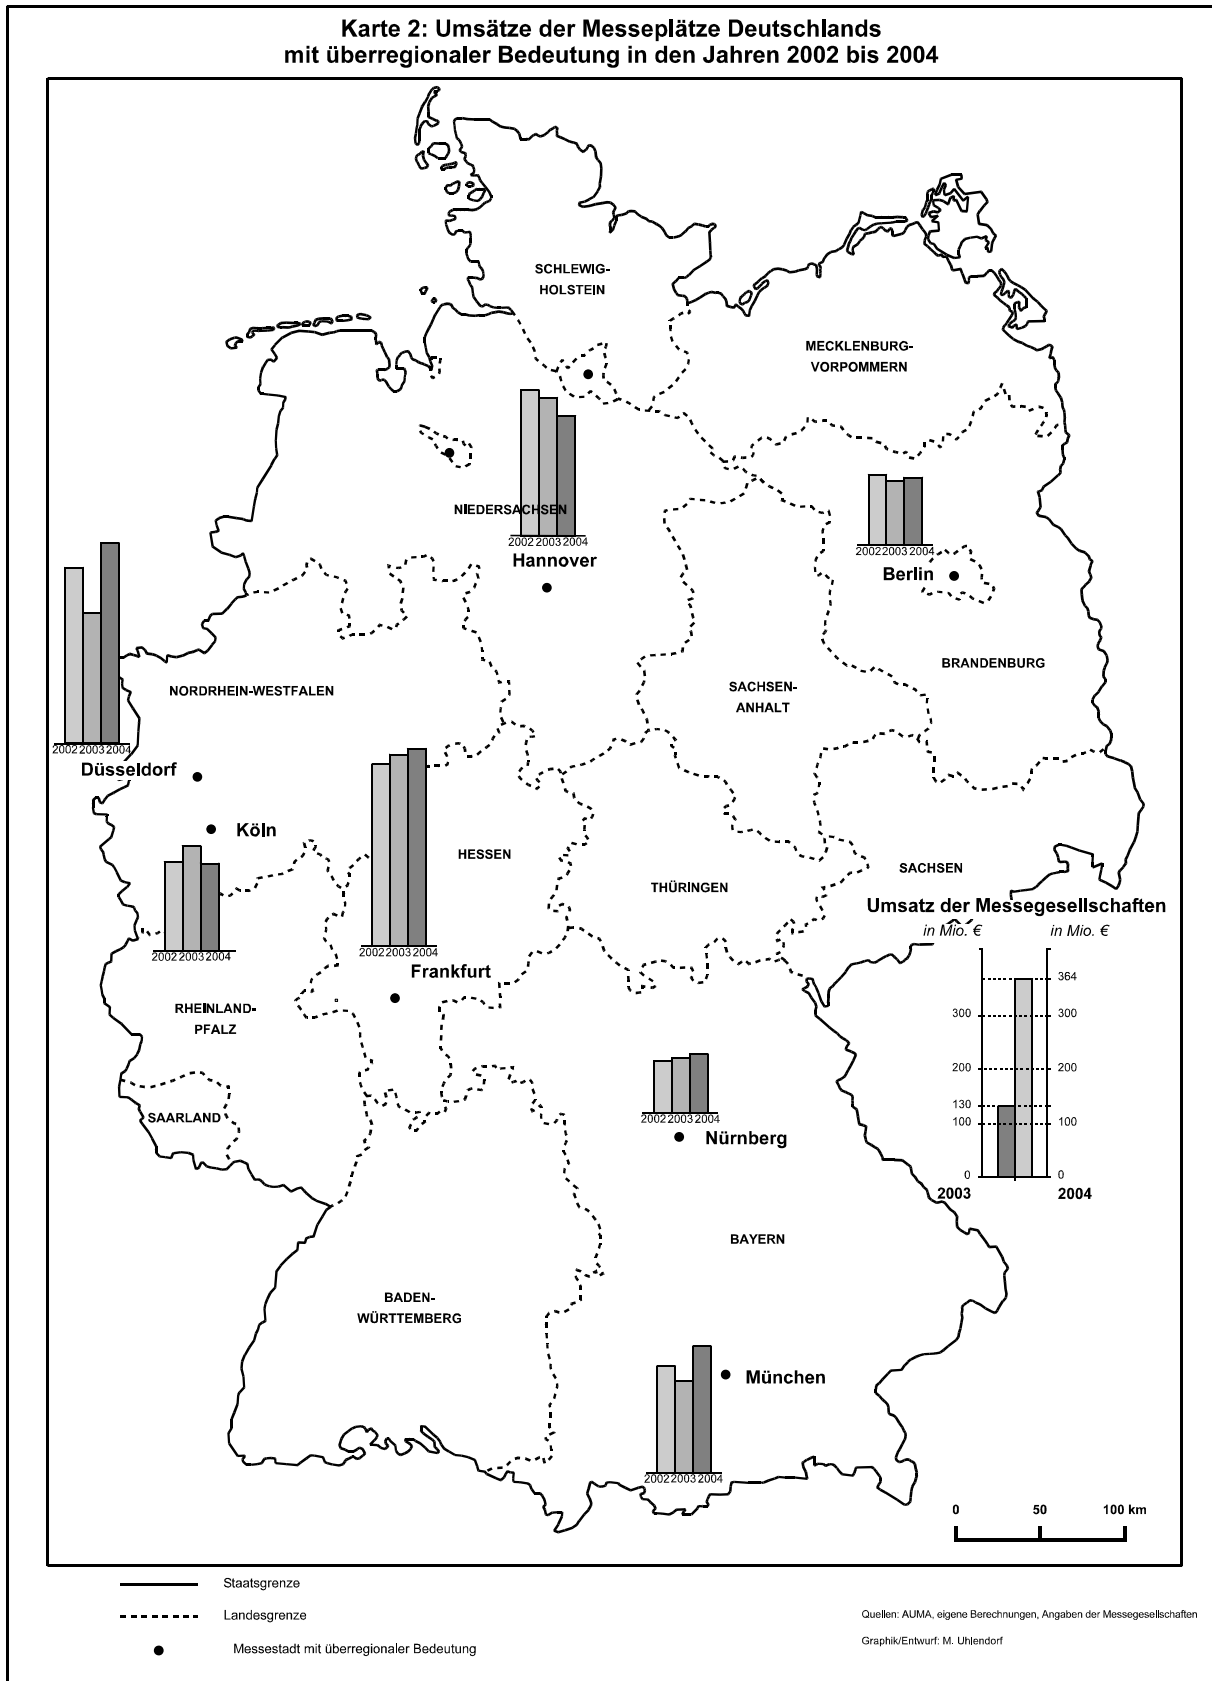 Karte 2: Umsätze der Messeplätze Deutschlands
mit überregionaler Bedeutung in den Jahren 2002 bis 2004
SCHLEWIG-
HOLSTEIN
MECKLENBURG-
VORPOMMERN
NIEDERSACHSEN
2002 2003 2004
Hannover
2002 2003 2004
Berlin
BRANDENBURG
NORDRHEIN-WESTFALEN
SACHSEN-
ANHALT
2002 2003 2004
Düsseldorf
Köln
2002 2003 2004
HESSEN
2002 2003 2004
Frankfurt
THÜRINGEN
SACHSEN
Umsatz der Messegesellschaften
in Mio. € in Mio. €
364
300 300
200 200
130
100 100
0 0
2003 2004
RHEINLAND-
PFALZ
SAARLAND
2002 2003 2004
Nürnberg
BAYERN
BADEN-
WÜRTTEMBERG
München
2002 2003 2004
0 50 100 km
Staatsgrenze
Landesgrenze
Messestadt mit überregionaler Bedeutung
Quellen: AUMA, eigene Berechnungen, Angaben der Messegesellschaften
Graphik/Entwurf: M. Uhlendorf